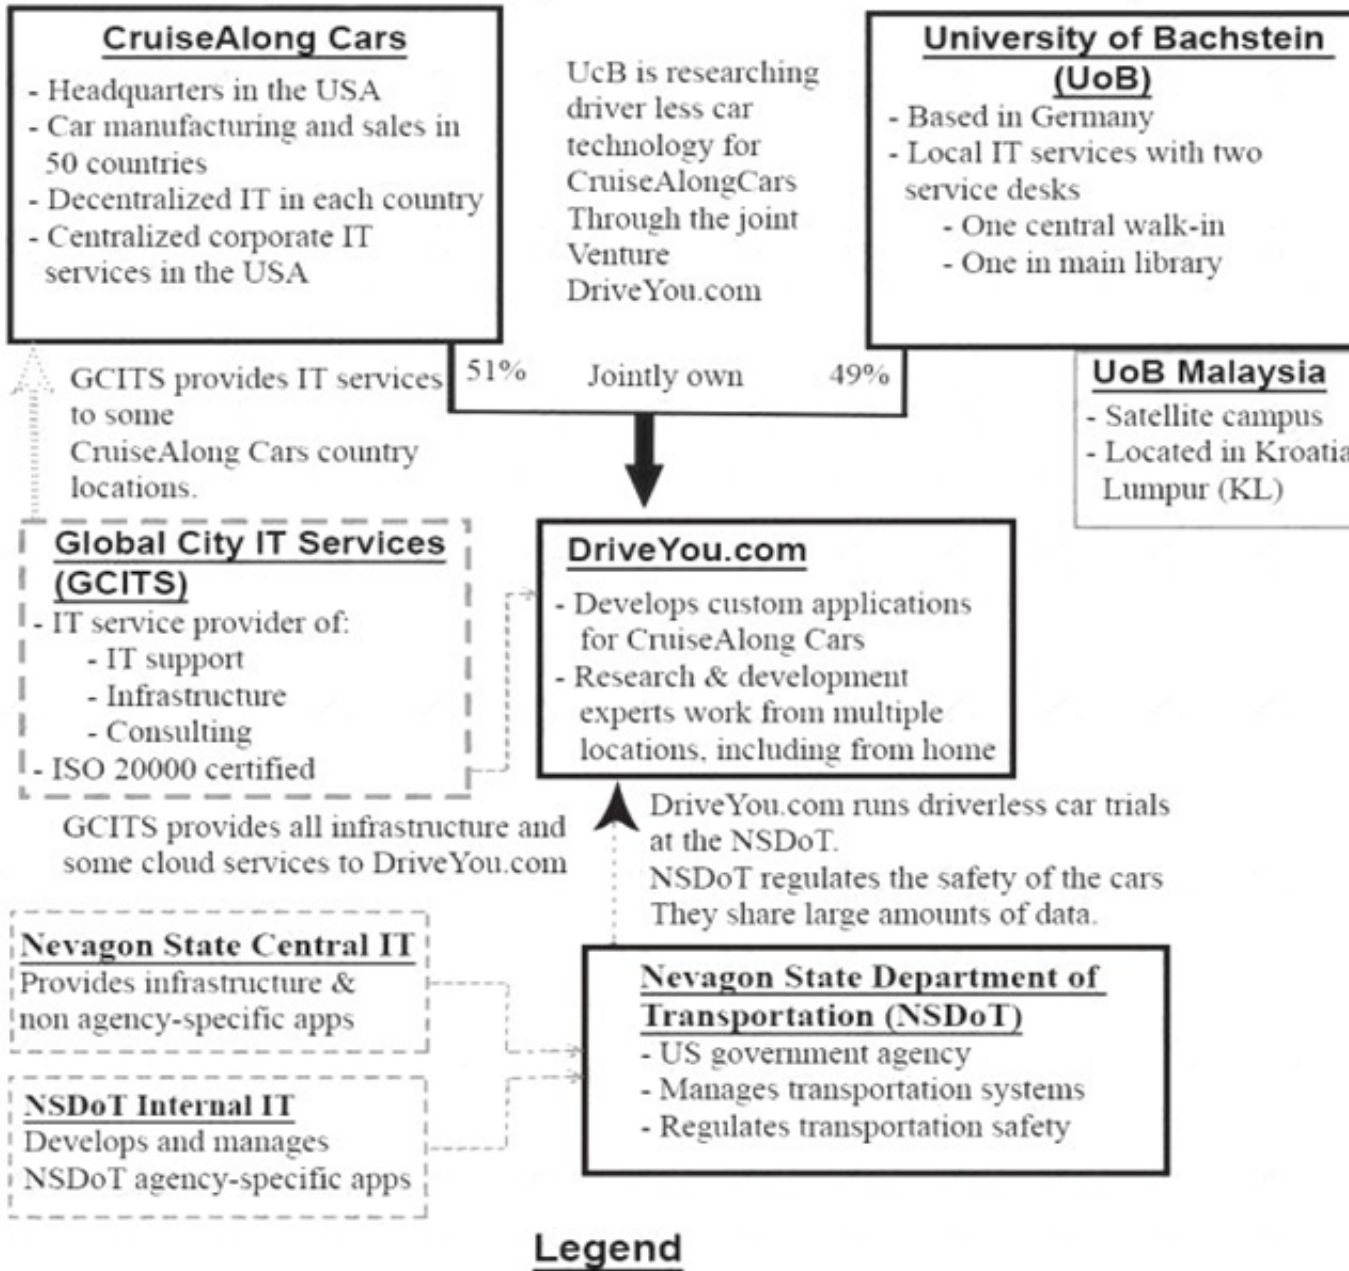 CruiseAlong Cars
- Headquarters in the USA
- Car manufacturing and sales in
50 countries
- Decentralized IT in each country
- Centralized corporate IT
services in the USA
UcB is researching
driver less car
technology for
CruiseAlongCars
Through the joint
Venture
DriveYou.com
University of Bachstein
(UoB)
- Based in Germany
- Local IT services with two
service desks
- One central walk-in
- One in main library
51% Jointly own 49%
UoB Malaysia
- Satellite campus
- Located in Kroatia
Lumpur (KL)
GCITS provides IT services
to some
CruiseAlong Cars country
locations.
Global City IT Services
(GCITS)
- IT service provider of:
- IT support
- Infrastructure
- Consulting
- ISO 20000 certified
DriveYou.com
- Develops custom applications
for CruiseAlong Cars
- Research & development
experts work from multiple
locations, including from home
GCITS provides all infrastructure and
some cloud services to DriveYou.com
DriveYou.com runs driverless car trials
at the NSDoT.
NSDoT regulates the safety of the cars
They share large amounts of data.
Nevagon State Central IT
Provides infrastructure &
non agency-specific apps
NSDoT Internal IT
Develops and manages
NSDoT agency-specific apps
Nevagon State Department of
Transportation (NSDoT)
- US government agency
- Manages transportation systems
- Regulates transportation safety
Legend